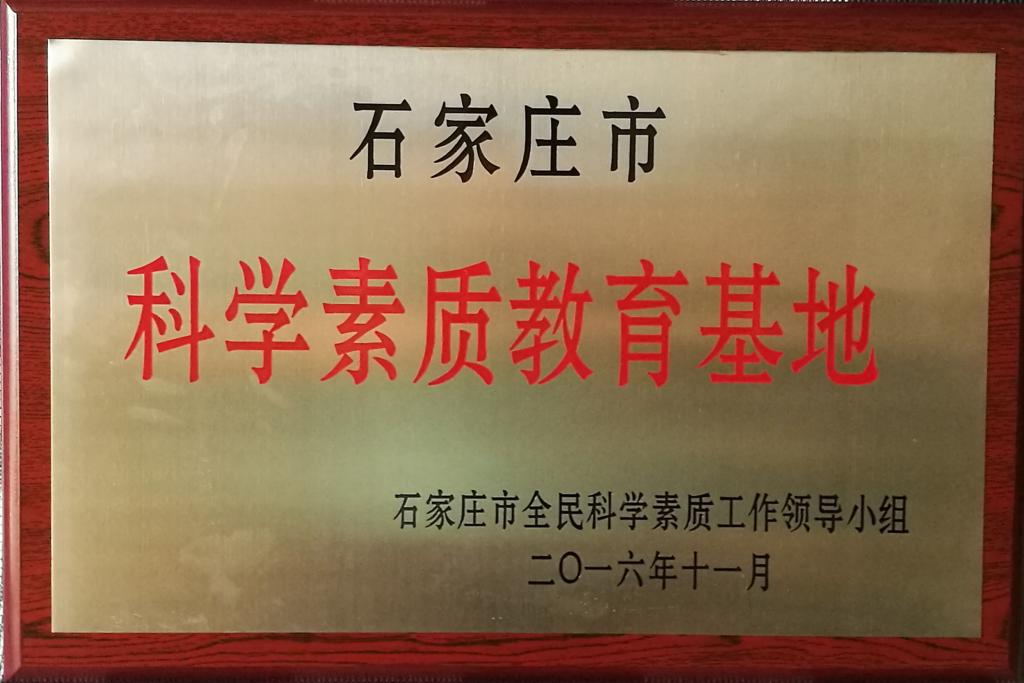 石家庄市
科学素质教育基地
石家庄市全民科学素质工作领导小组
二〇一六年十一月